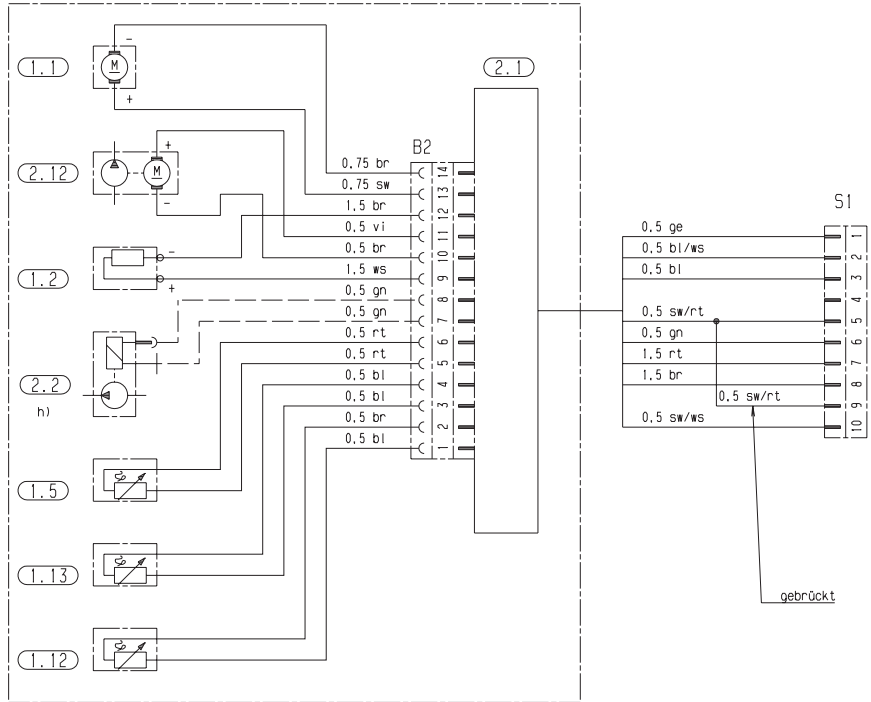 1.1
M
-
+
2.1
2.12
M
+
-
B2
0.75 br
14
0.75 sw
13
1.5 br
12
0.5 vi
11
0.5 br
10
1.5 ws
9
0.5 gn
8
0.5 gn
7
0.5 rt
6
0.5 rt
5
0.5 bl
4
0.5 bl
3
0.5 br
2
0.5 bl
1
1.2
-
+
2.2
h)
1.5
1.13
1.12
S1
0.5 ge
1
0.5 bl/ws
2
0.5 bl
3
4
0.5 sw/rt
5
0.5 gn
6
1.5 rt
7
1.5 br
8
0.5 sw/rt
9
0.5 sw/ws
10
gebrückt